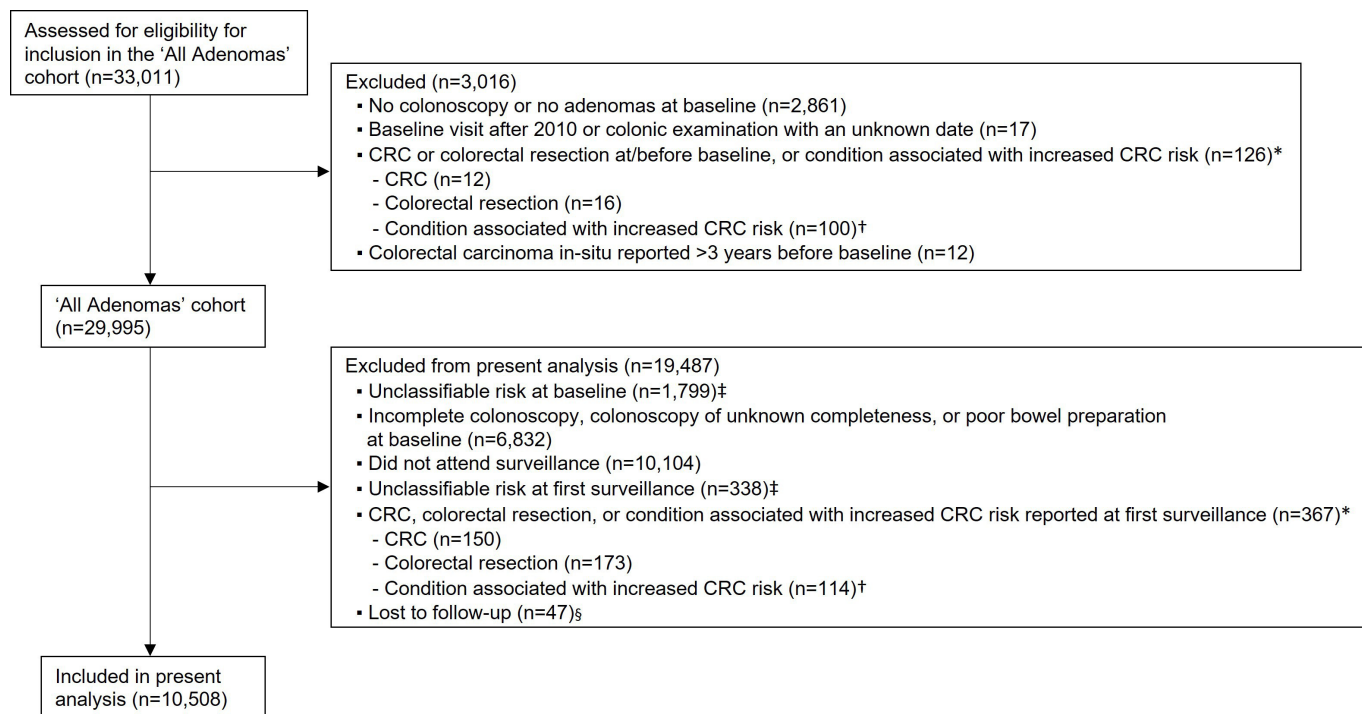 Assessed for eligibility for
inclusion in the ‘All Adenomas’
cohort (n=33,011)
Excluded (n=3,016)
▪ No colonoscopy or no adenomas at baseline (n=2,861)
▪ Baseline visit after 2010 or colonic examination with an unknown date (n=17)
▪ CRC or colorectal resection at/before baseline, or condition associated with increased CRC risk (n=126)*
- CRC (n=12)
- Colorectal resection (n=16)
- Condition associated with increased CRC risk (n=100)†
▪ Colorectal carcinoma in-situ reported >3 years before baseline (n=12)
‘All Adenomas’ cohort
(n=29,995)
Excluded from present analysis (n=19,487)
▪ Unclassifiable risk at baseline (n=1,799)‡
▪ Incomplete colonoscopy, colonoscopy of unknown completeness, or poor bowel preparation
at baseline (n=6,832)
▪ Did not attend surveillance (n=10,104)
▪ Unclassifiable risk at first surveillance (n=338)‡
▪ CRC, colorectal resection, or condition associated with increased CRC risk reported at first surveillance (n=367)*
- CRC (n=150)
- Colorectal resection (n=173)
- Condition associated with increased CRC risk (n=114)†
▪ Lost to follow-up (n=47)§
Included in present
analysis (n=10,508)